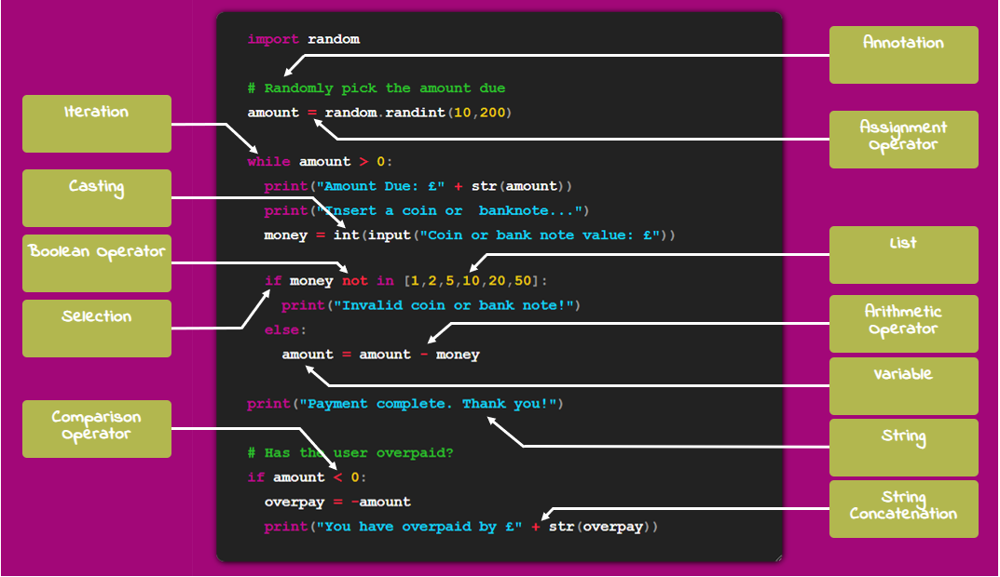 import random
# Randomly pick the amount due
amount = random.randint(10,200)
while amount > 0:
print("Amount Due: £" + str(amount))
print("Insert a coin or  banknote...")
money = int(input("Coin or bank note value: £"))
if money not in [1,2,5,10,20,50]:
print("Invalid coin or bank note!")
else:
amount = amount - money
print("Payment complete. Thank you!")
# Has the user overpaid?
if amount < 0:
overpay = -amount
print("You have overpaid by £" + str(overpay))
Iteration
Casting
Boolean Operator
Selection
Comparison
Operator
Annotation
Assignment
Operator
List
Arithmetic
Operator
Variable
String
String
Concatenation